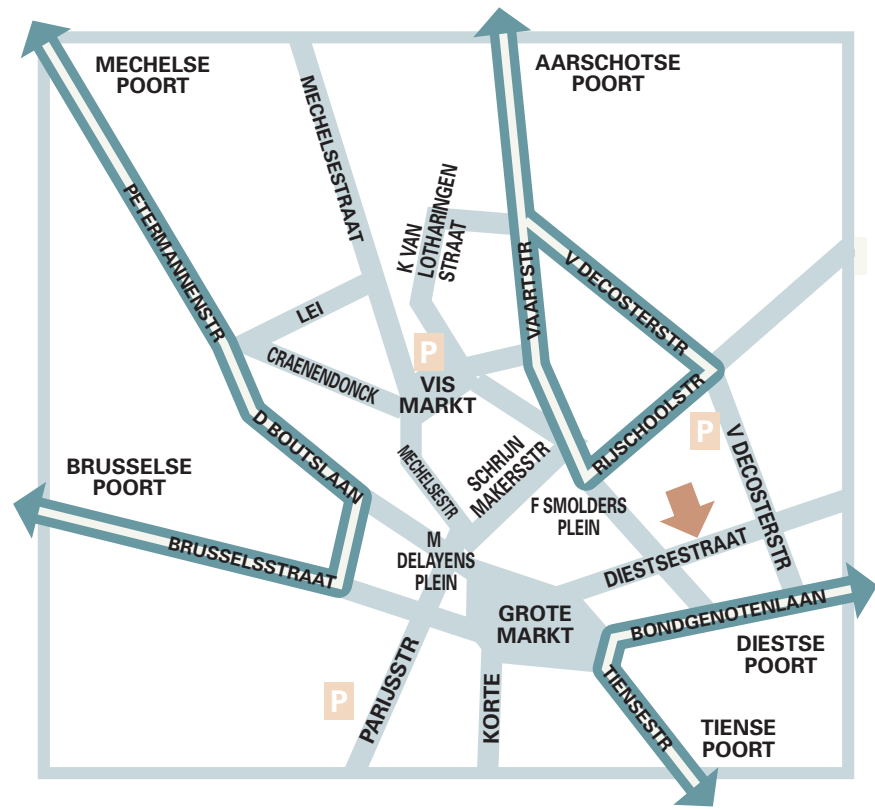 MECHELSE
POORT
AARSCHOTSE
POORT
MECHELSESTRAAT
K VAN
LOTHARINGEN
STRAAT
PETERMANNENSTR
VAARTSTR
V DECOSTERSTR
LEI
CRAENENDONCK
P
VIS
MARKT
RIJSCHOOLSTR
P
V DECOSTERSTR
D BOUTSLAAN
MECHELSESTR
SCHRIJN
MAKERSSTR
BRUSSELSE
POORT
F SMOLDERS
PLEIN
BRUSSELSSTRAAT
M
DELAYENS
PLEIN
DIESTSESTRAAT
GROTE
MARKT
BONDGENOTENLAAN
DIESTSE
POORT
P
PARIJSSTR
KORTE
TIENSESTR
TIENSE
POORT